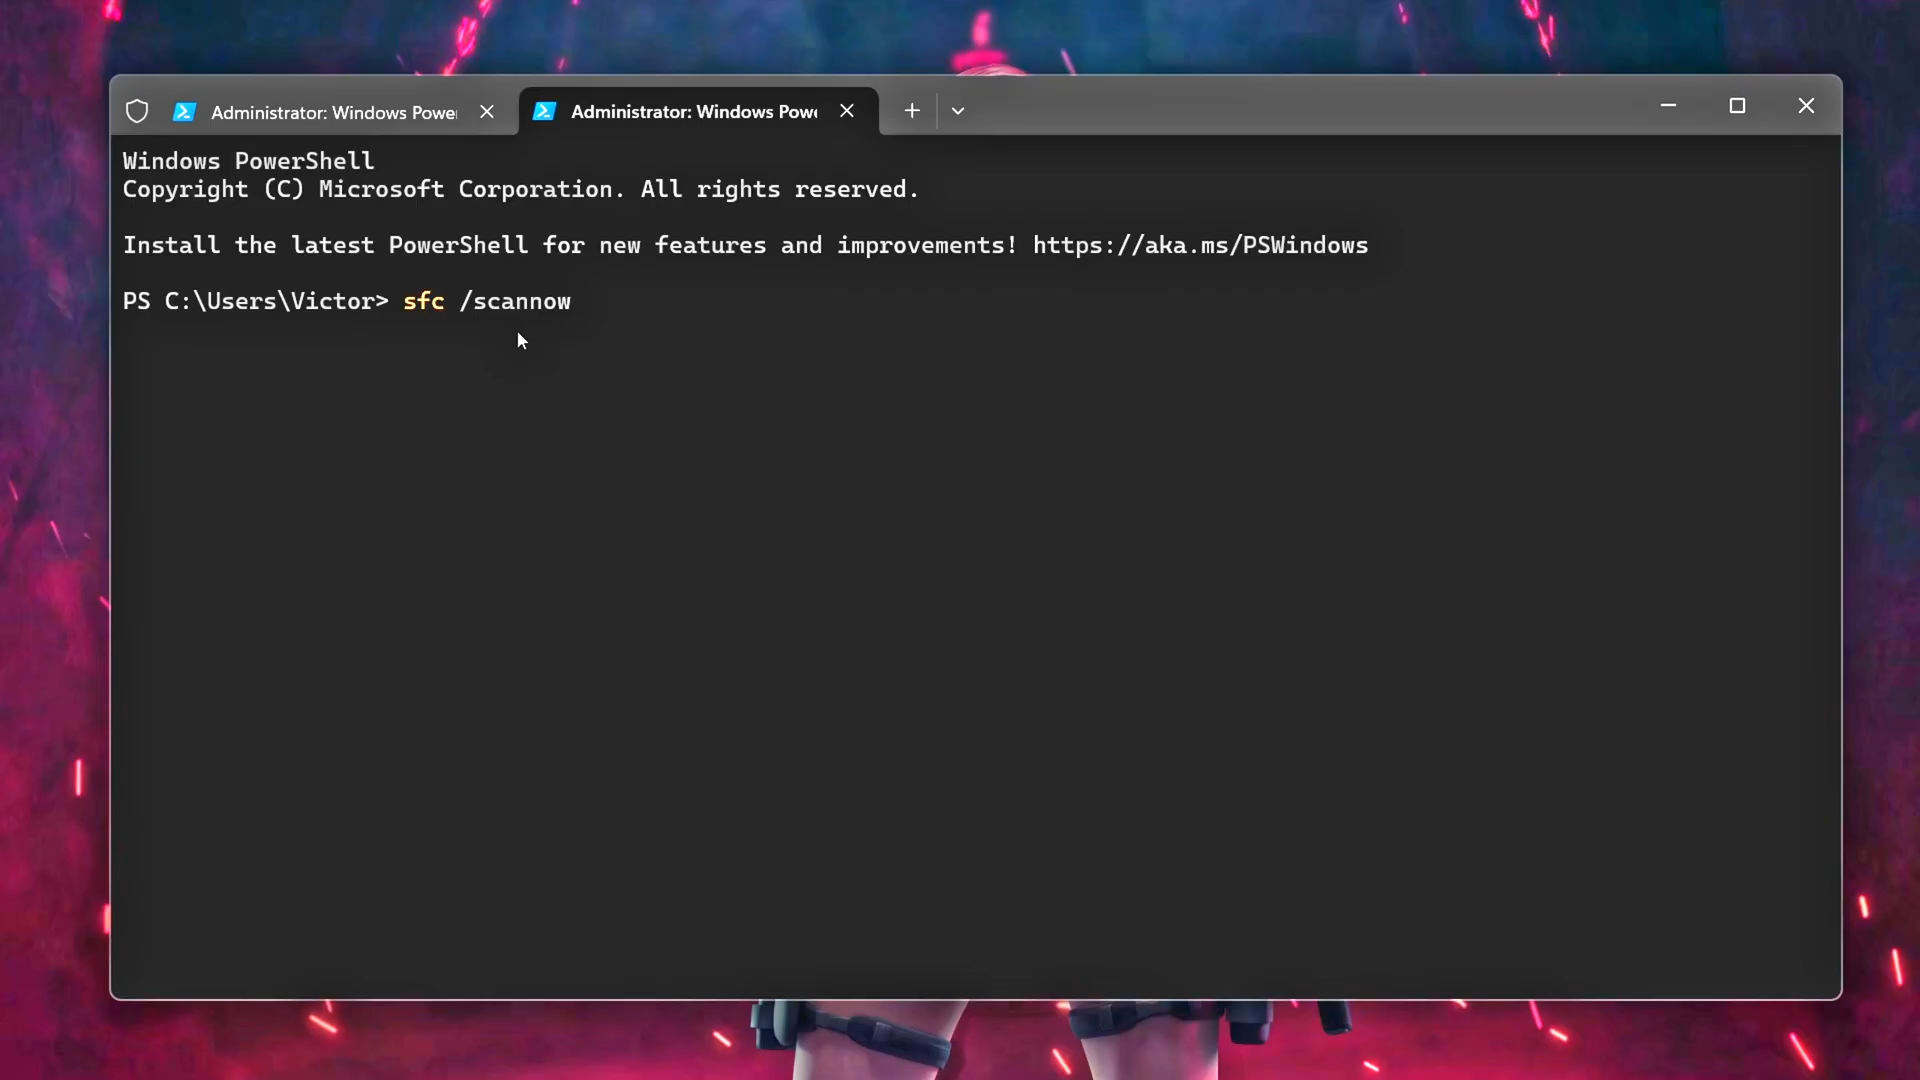 Administrator: Windows Powe
Administrator: Windows Pow
Windows PowerShell
Copyright (C) Microsoft Corporation. All rights reserved.
Install the latest PowerShell for new features and improvements! https://aka.ms/PSWindows
PS C:\Users\Victor> sfc /scannow